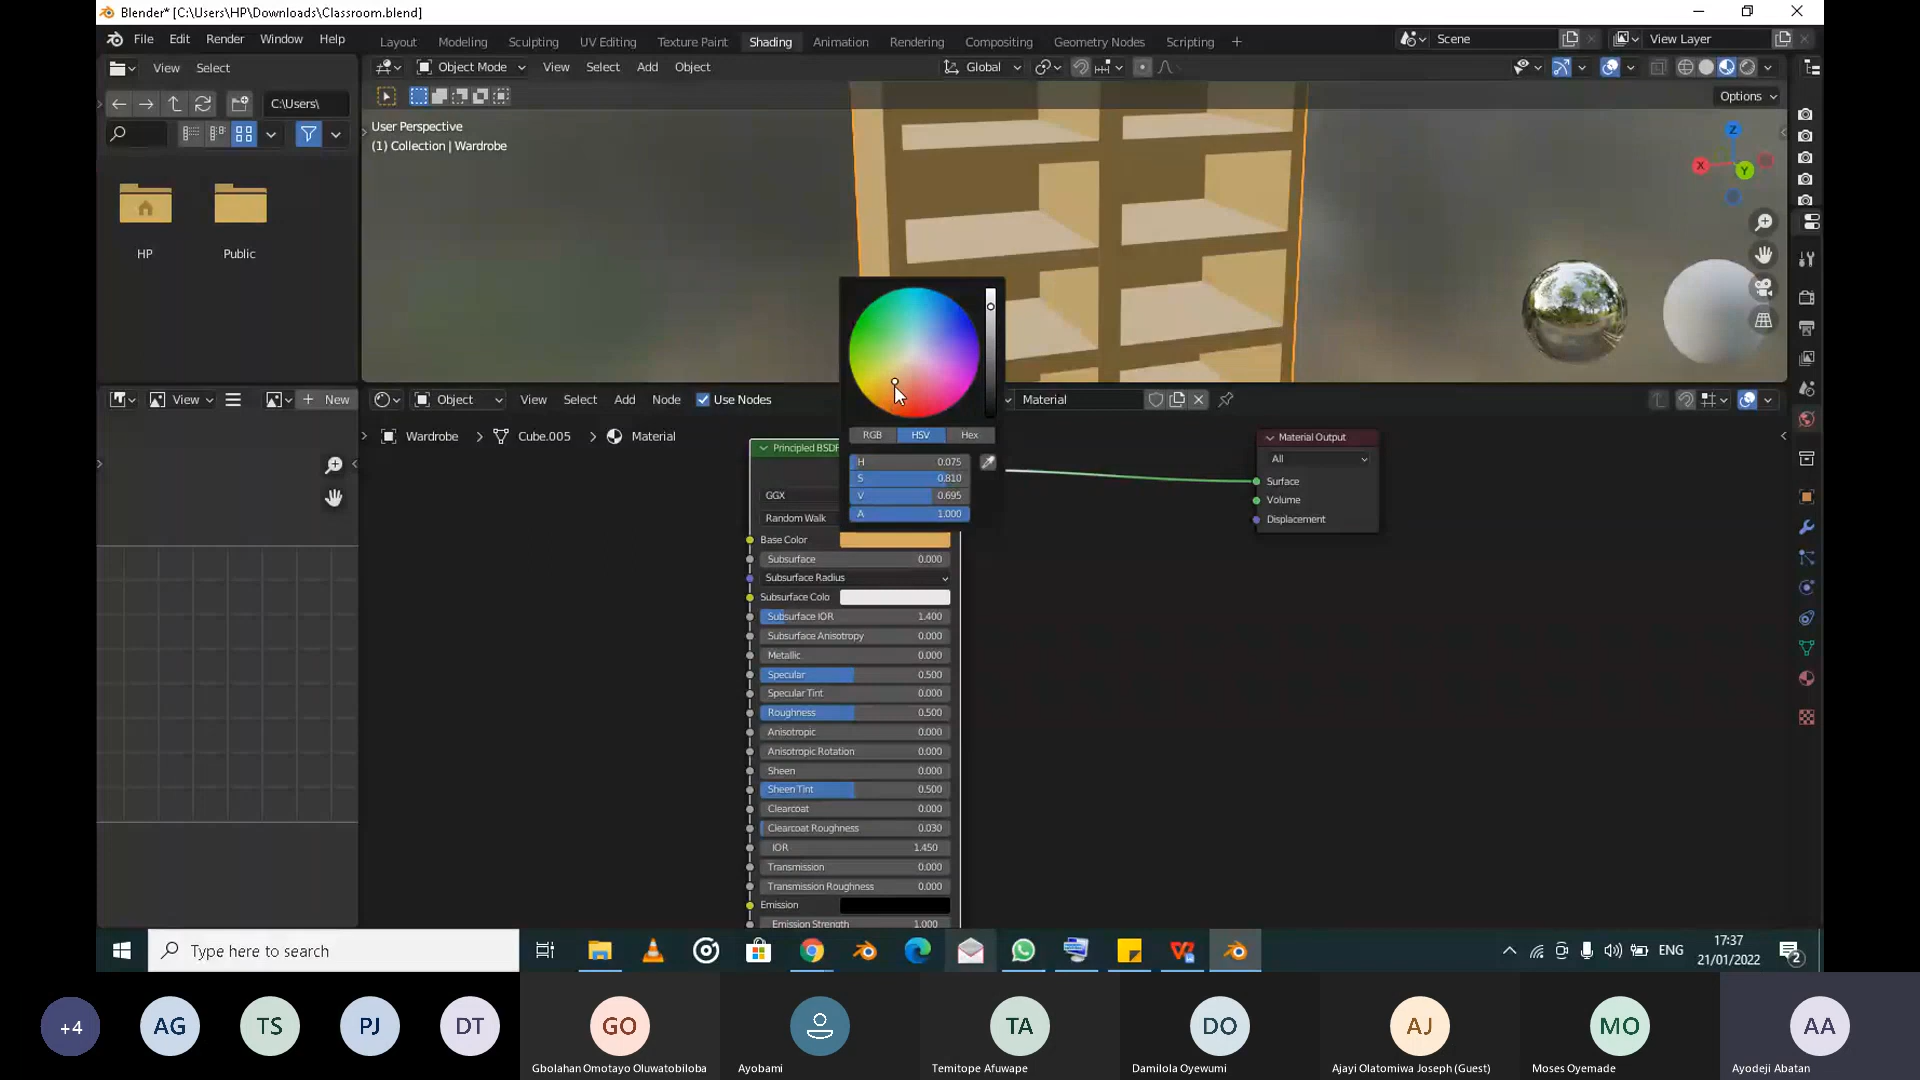 Blender* [C:\Users\HP\Downloads\Classroom.blend]
File Edit Render Window Help
Layout Modeling Sculpting UV Editing Texture Paint Shading Animation Rendering Compositing Geometry Nodes Scripting +
Scene
View Layer
View Select
Object Mode View Select Add Object
Global
C:\Users\
Options
User Perspective
(1) Collection | Wardrobe
Z
X
Y
HP
Public
RGB HSV Hex
H 0.075
S 0.810
V 0.695
A 1.000
View
+ New
Object View Select Add Node Use Nodes
Material
Wardrobe > Cube.005 > Material
Principled BSDF
GGX
Random Walk
Base Color
Subsurface 0.000
Subsurface Radius
Subsurface Colo
Subsurface IOR 1.400
Subsurface Anisotropy 0.000
Metallic 0.000
Specular 0.500
Specular Tint 0.000
Roughness 0.500
Anisotropic 0.000
Anisotropic Rotation 0.000
Sheen 0.000
Sheen Tint 0.500
Clearcoat 0.000
Clearcoat Roughness 0.030
IOR 1.450
Transmission 0.000
Transmission Roughness 0.000
Emission
Emission Strength 1.000
Material Output
All
Surface
Volume
Displacement
Type here to search
ENG
17:37
21/01/2022
2
+4
AG
TS
PJ
DT
GO
TA
DO
AJ
MO
AA
Gbolahan Omotayo Oluwatobiloba
Ayobami
Temitope Afuwape
Damilola Oyewumi
Ajayi Olatomiwa Joseph (Guest)
Moses Oyemade
Ayodeji Abatan